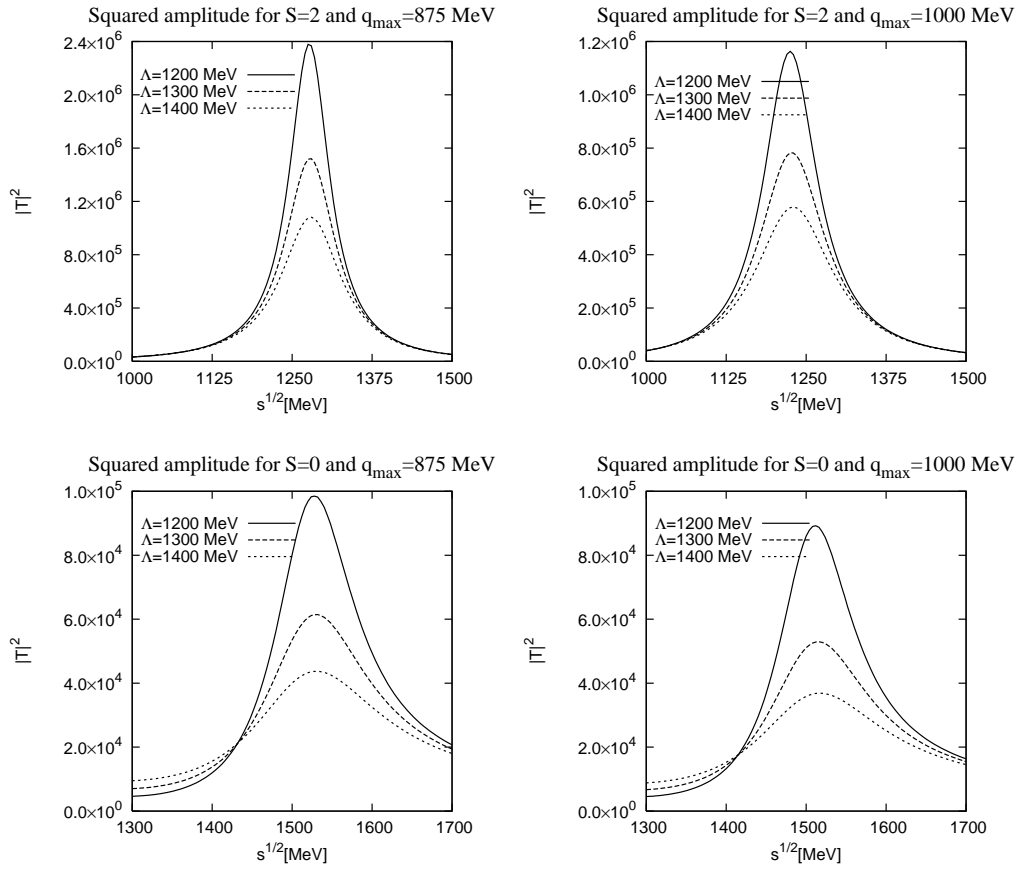 Squared amplitude for S=2 and q_max=875 MeV
2.4×10^6
2.0×10^6
1.6×10^6
1.2×10^6
8.0×10^5
4.0×10^5
0.0×10^0
|T|^2
Λ=1200 MeV
Λ=1300 MeV
Λ=1400 MeV
1000 1125 1250 1375 1500
s^1/2[MeV]
Squared amplitude for S=2 and q_max=1000 MeV
1.2×10^6
1.0×10^6
8.0×10^5
6.0×10^5
4.0×10^5
2.0×10^5
0.0×10^0
|T|^2
Λ=1200 MeV
Λ=1300 MeV
Λ=1400 MeV
1000 1125 1250 1375 1500
s^1/2[MeV]
Squared amplitude for S=0 and q_max=875 MeV
1.0×10^5
8.0×10^4
6.0×10^4
4.0×10^4
2.0×10^4
0.0×10^0
|T|^2
Λ=1200 MeV
Λ=1300 MeV
Λ=1400 MeV
1300 1400 1500 1600 1700
s^1/2[MeV]
Squared amplitude for S=0 and q_max=1000 MeV
1.0×10^5
8.0×10^4
6.0×10^4
4.0×10^4
2.0×10^4
0.0×10^0
|T|^2
Λ=1200 MeV
Λ=1300 MeV
Λ=1400 MeV
1300 1400 1500 1600 1700
s^1/2[MeV]